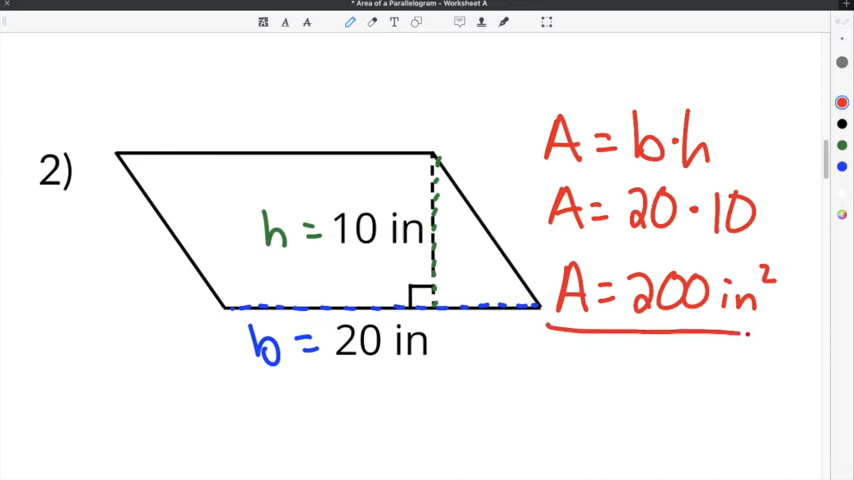 * Area of a Parallelogram - Worksheet A
A A A T
2)
h = 10 in
b = 20 in
A = b·h
A = 20·10
A = 200 in²